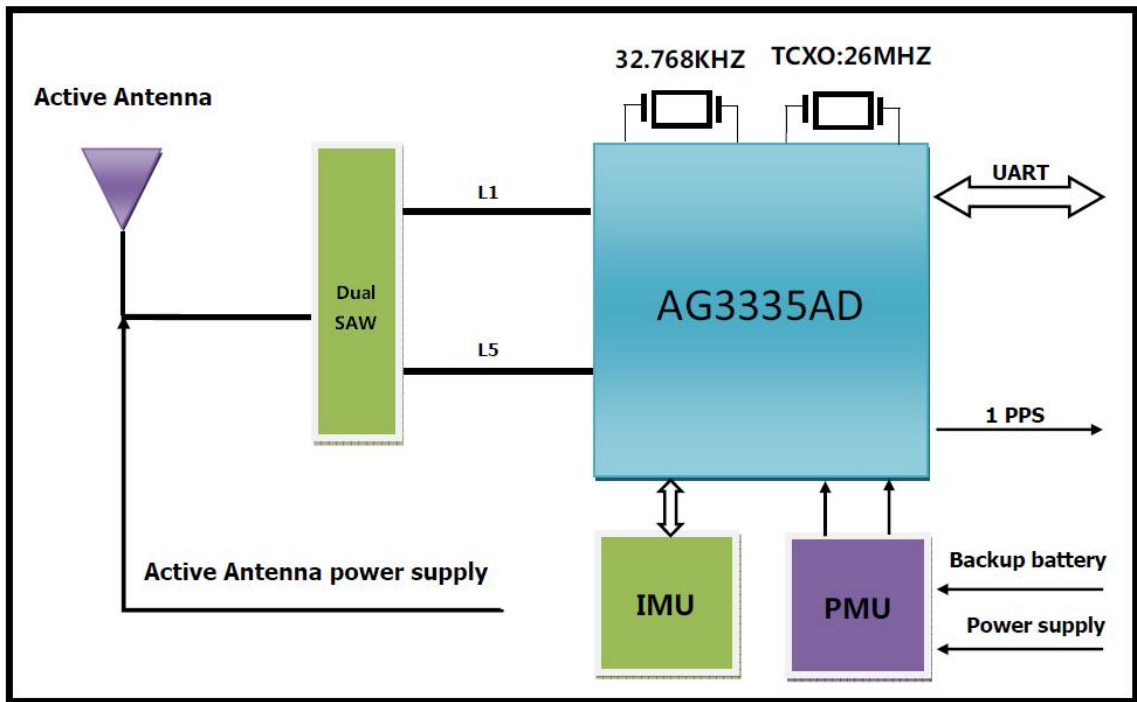 32.768KHZ
TCXO:26MHZ
Active Antenna
UART
L1
Dual
SAW
AG3335AD
L5
1 PPS
Active Antenna power supply
IMU
PMU
Backup battery
Power supply